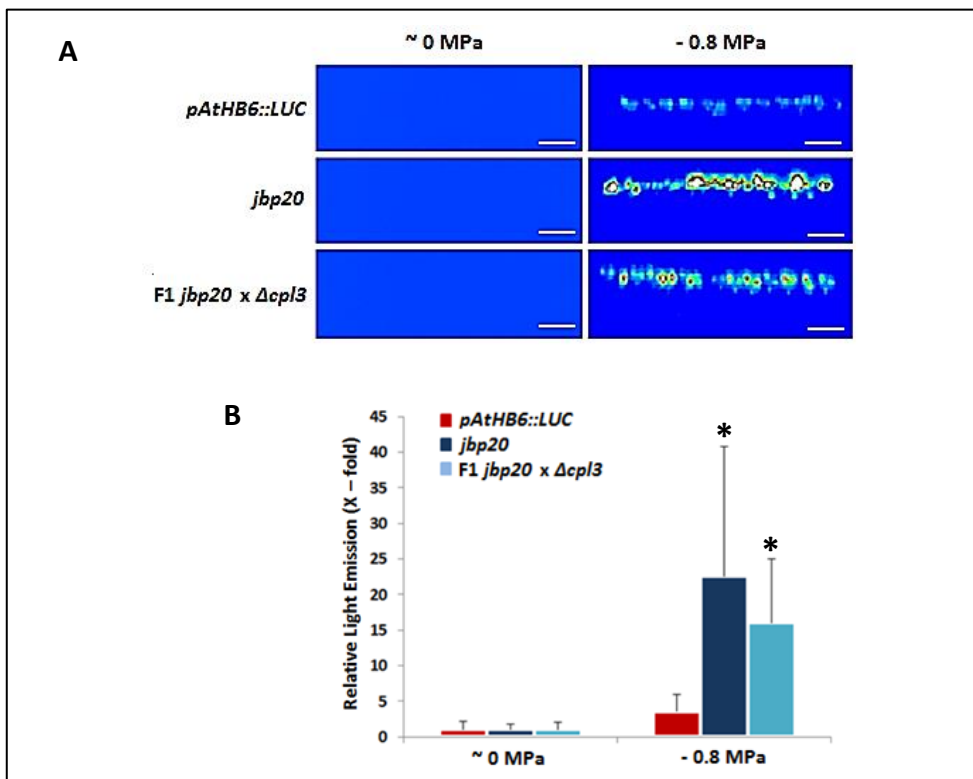 A
~ 0 MPa
- 0.8 MPa
pAtHB6::LUC
jbp20
F1 jbp20 x Δcpl3
B
Relative Light Emission (X – fold)
45
40
35
30
25
20
15
10
5
0
pAtHB6::LUC
jbp20
F1 jbp20 x Δcpl3
*
*
~ 0 MPa
- 0.8 MPa